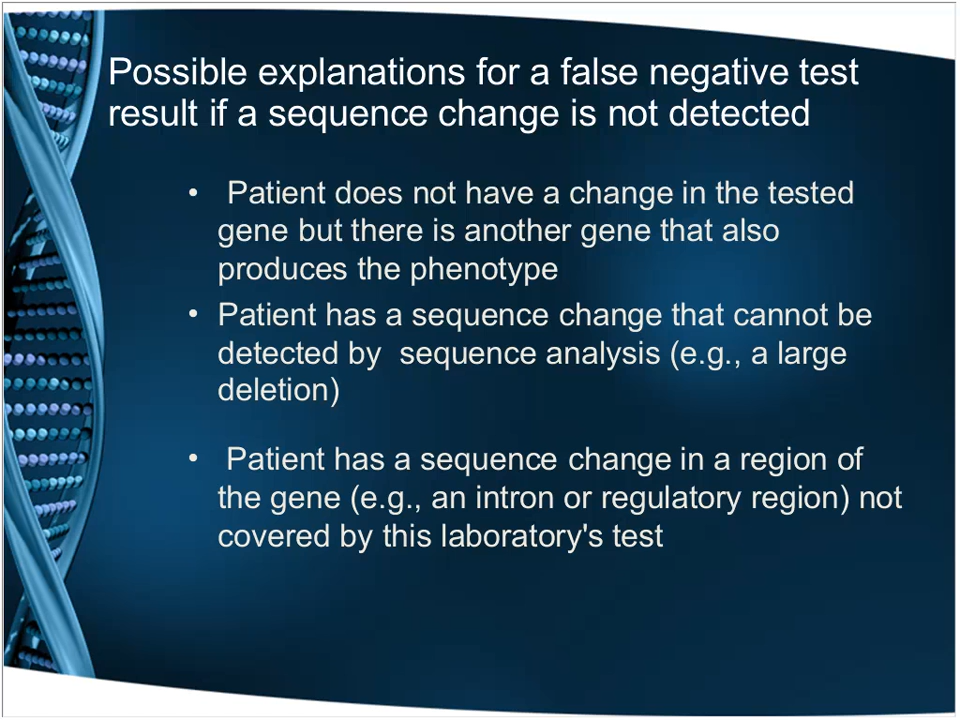 Possible explanations for a false negative test
result if a sequence change is not detected
• Patient does not have a change in the tested
gene but there is another gene that also
produces the phenotype
• Patient has a sequence change that cannot be
detected by  sequence analysis (e.g., a large
deletion)
• Patient has a sequence change in a region of
the gene (e.g., an intron or regulatory region) not
covered by this laboratory's test